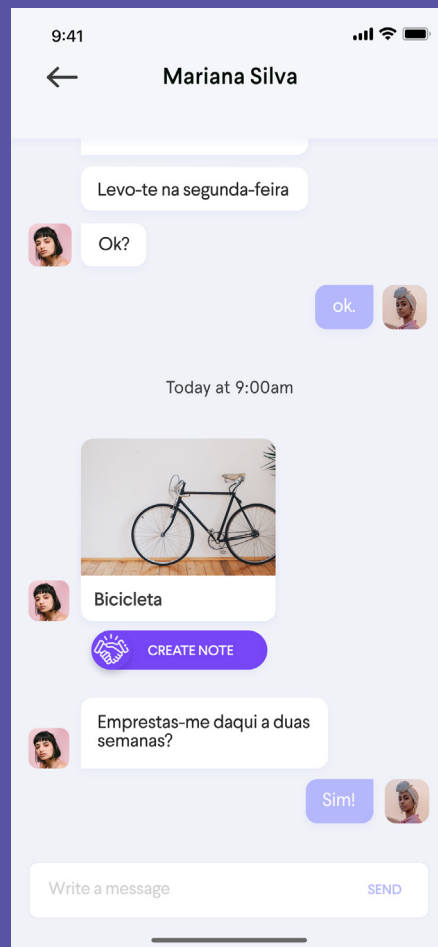 9:41
Mariana Silva
Levo-te na segunda-feira
Ok?
ok.
Today at 9:00am
Bicicleta
CREATE NOTE
Emprestas-me daqui a duas
semanas?
Sim!
Write a message
SEND